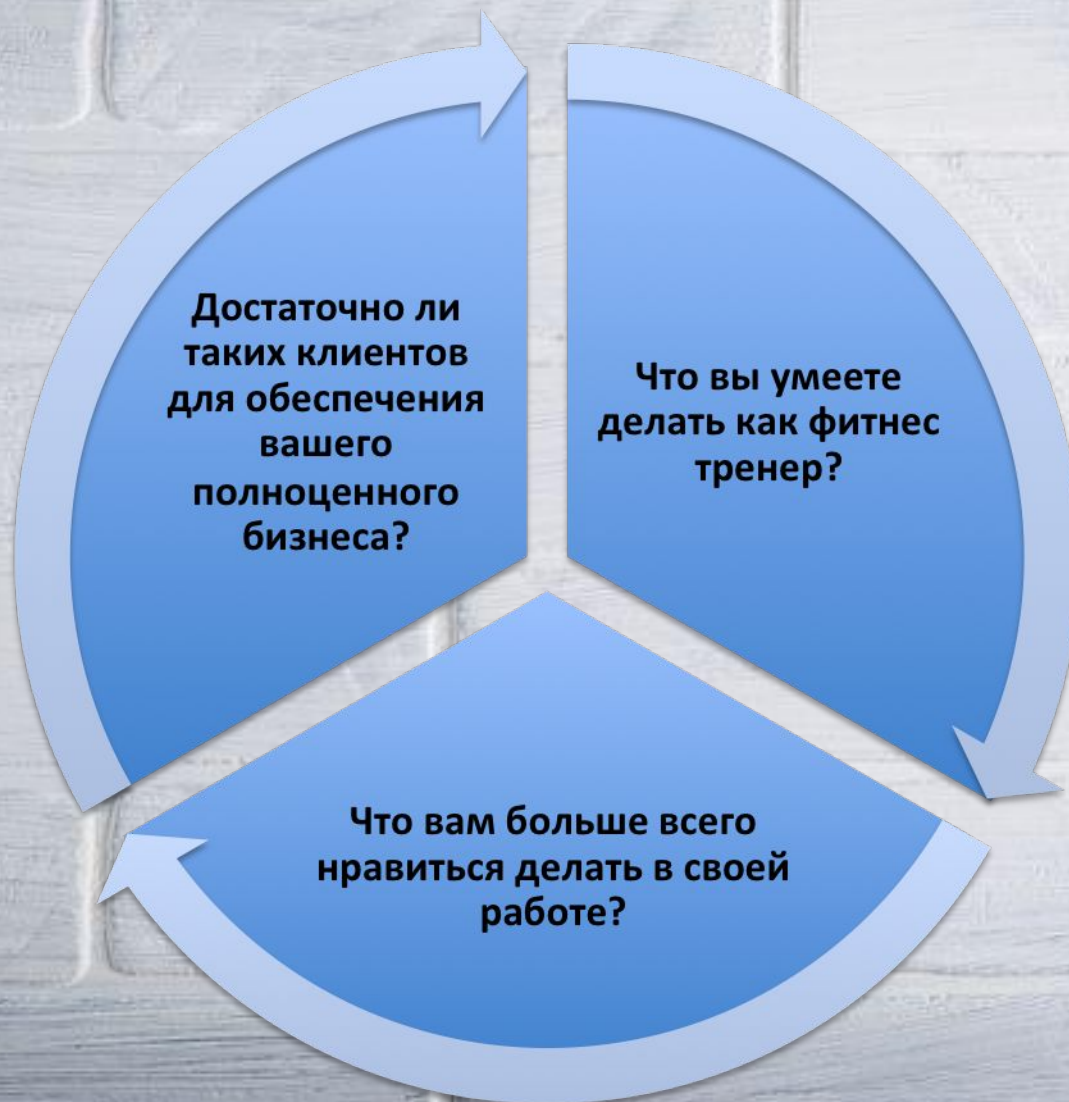 Достаточно ли
таких клиентов
для обеспечения
вашего
полноценного
бизнеса?
Что вы умеете
делать как фитнес
тренер?
Что вам больше всего
нравиться делать в своей
работе?